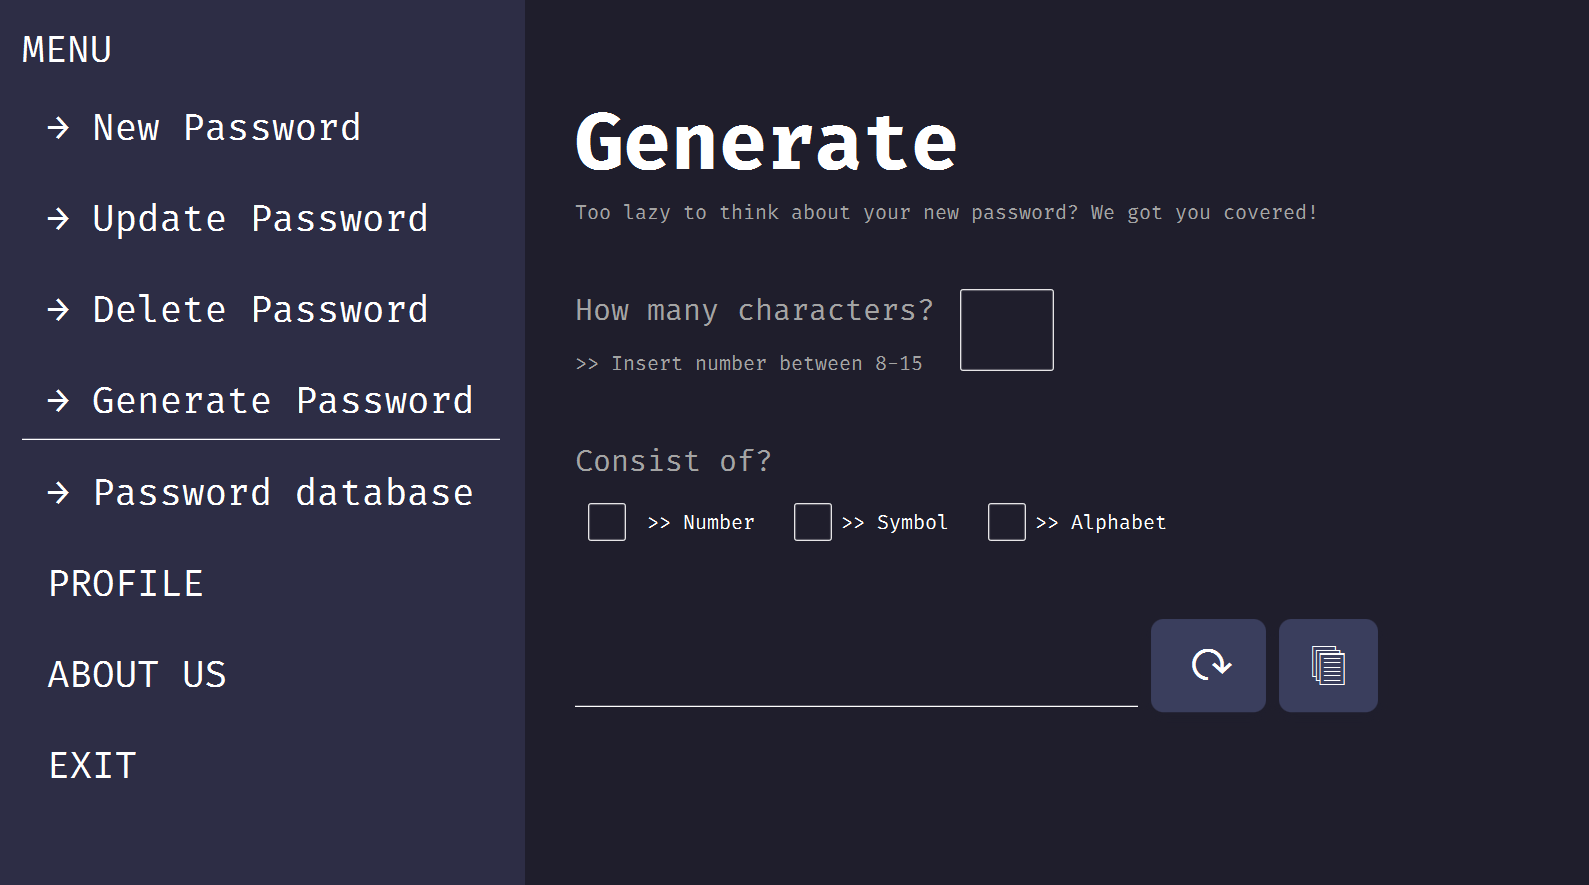 MENU
→ New Password
→ Update Password
→ Delete Password
→ Generate Password
→ Password database
PROFILE
ABOUT US
EXIT
Generate
Too lazy to think about your new password? We got you covered!
How many characters?
>> Insert number between 8-15
Consist of?
>> Number >> Symbol >> Alphabet